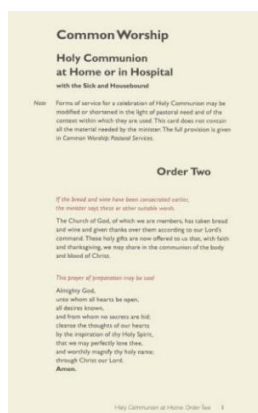 Common Worship
Holy Communion
at Home or in Hospital
with the Sick and Housebound
Note Forms of service for a celebration of Holy Communion may be
modified or shortened in the light of pastoral need and of the
context within which they are used. This card does not contain
all the material needed by the minister. The full provision is given
in Common Worship: Pastoral Services.
Order Two
If the bread and wine have been consecrated earlier,
the minister says these or other suitable words.
The Church of God, of which we are members, has taken bread
and wine and given thanks over them according to our Lord's
command. These holy gifts are now offered to us that, with faith
and thanksgiving, we may share in the communion of the body
and blood of Christ.
This prayer of preparation may be said
Almighty God,
unto whom all hearts be open,
all desires known,
and from whom no secrets are hid:
cleanse the thoughts of our hearts
by the inspiration of thy Holy Spirit,
that we may perfectly love thee,
and worthily magnify thy holy name;
through Christ our Lord.
Amen.
Holy Communion at Home: Order Two 1